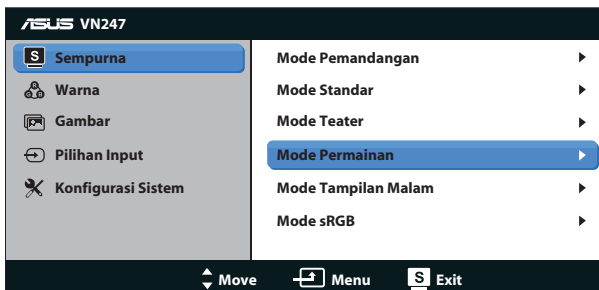 ASUS VN247
S Sempurna
Warna
Gambar
Pilihan Input
Konfigurasi Sistem
Mode Pemandangan
Mode Standar
Mode Teater
Mode Permainan
Mode Tampilan Malam
Mode sRGB
Move Menu S Exit